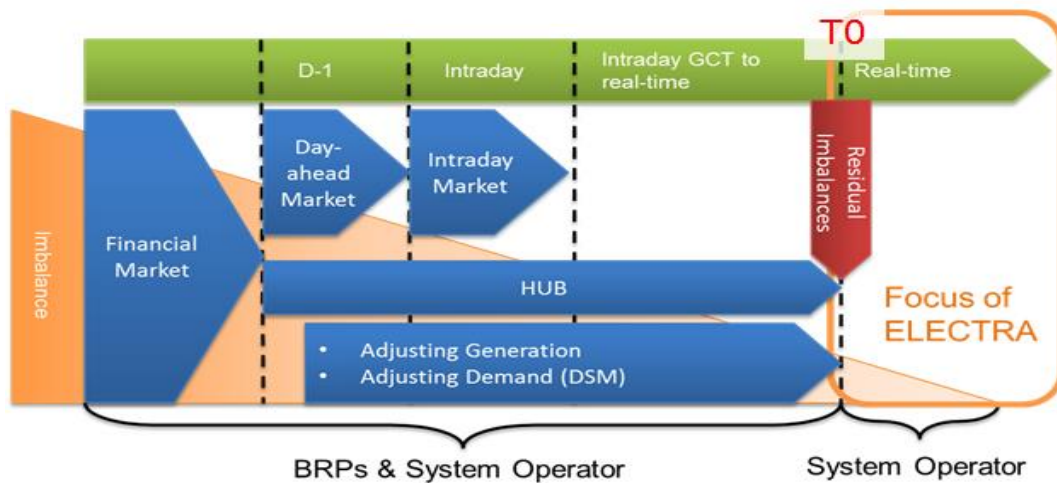 T0
D-1
Intraday
Intraday GCT to
real-time
Real-time
Imbalance
Financial
Market
Day-
ahead
Market
Intraday
Market
Residual
Imbalances
HUB
• Adjusting Generation
• Adjusting Demand (DSM)
Focus of
ELECTRA
BRPs & System Operator
System Operator